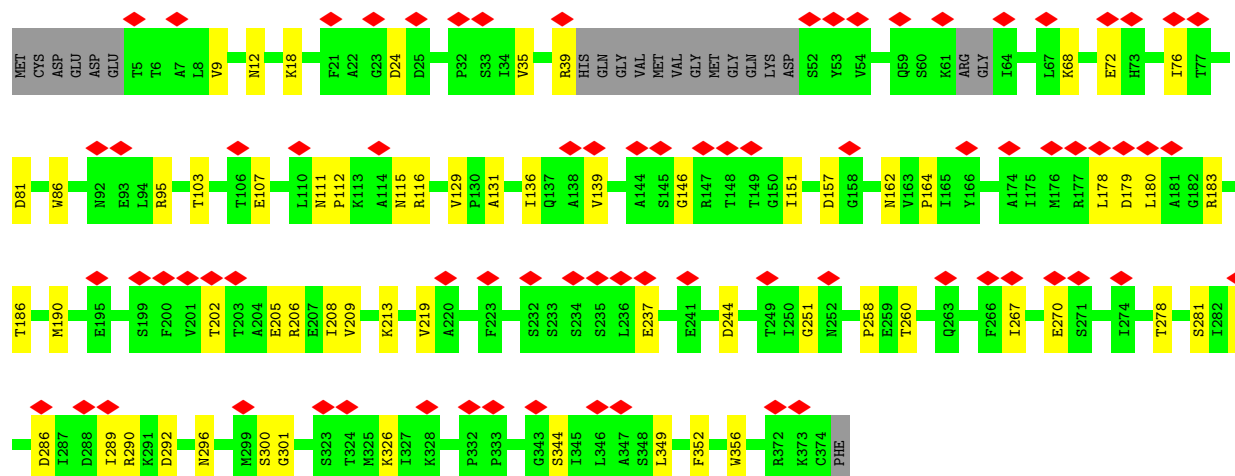 MET CYS ASP GLU ASP GLU T5 T6 A7 L8 V9 N12 K18 F21 A22 G23 D24 D25 P32 S33 I34 V35 R39 HIS GLN GLY VAL MET VAL GLY MET GLY GLN LYS ASP S52 Y53 V54 Q59 S60 K61 ARG GLY I64 L67 K68 E72 H73 I76 T77
D81 W86 N92 E93 L94 R95 T103 T106 E107 L110 N111 P112 K113 A114 N115 R116 V129 P130 A131 I136 Q137 A138 V139 A144 S145 G146 R147 T148 T149 G150 I151 D157 G158 N162 V163 P164 I165 Y166 A174 I175 M176 R177 L178 D179 L180 A181 G182 R183
T186 M190 E195 S199 F200 V201 T202 T203 A204 E205 R206 E207 I208 V209 K213 V219 A220 F223 S232 S233 S234 S235 L236 E237 E241 D244 T249 I250 G251 N252 P258 E259 T260 Q263 F266 I267 E270 S271 I274 T278 S281 I282
D286 I287 D288 I289 R290 K291 D292 N296 M299 S300 G301 S323 T324 M325 K326 I327 K328 P332 P333 G343 S344 I345 L346 A347 S348 L349 F352 W356 R372 K373 C374 PHE